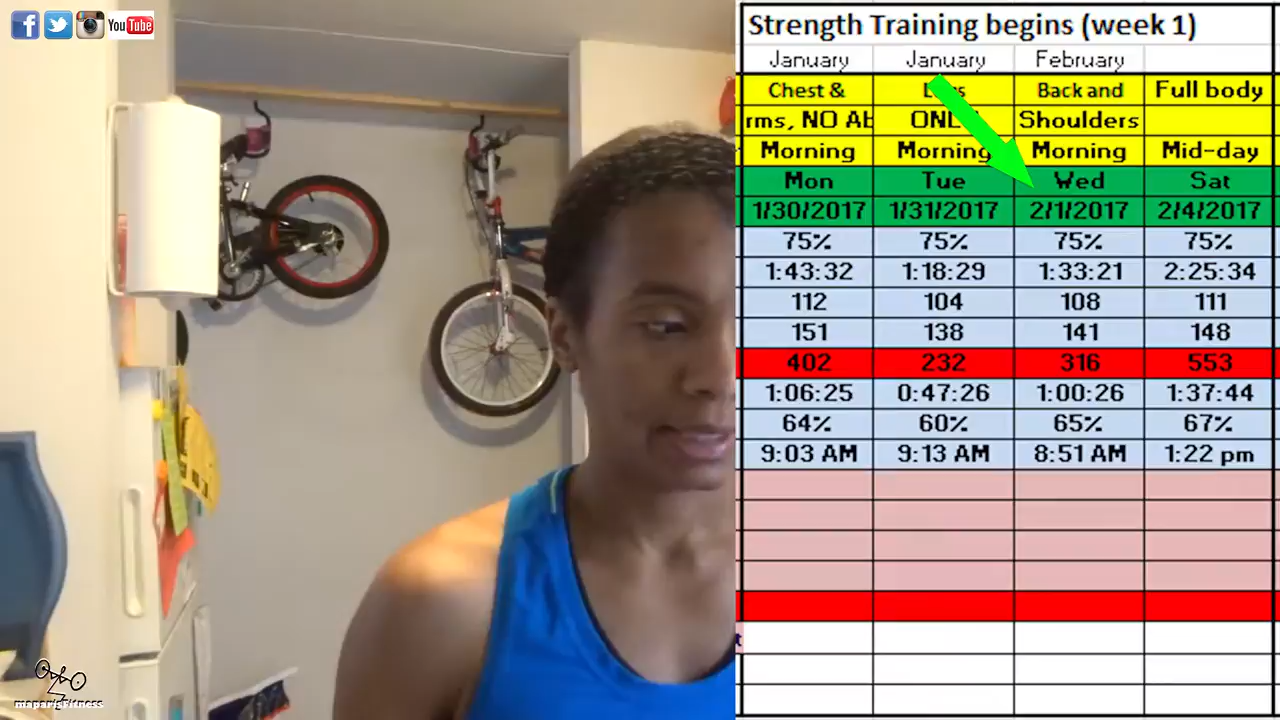 You Tube
Strength Training begins (week 1)
January January February
Chest & Back and Full body
rms, NO Ab ONL Shoulders
Morning Morning Morning Mid-day
Mon Tue Wed Sat
1/30/2017 1/31/2017 2/1/2017 2/4/2017
75% 75% 75% 75%
1:43:32 1:18:29 1:33:21 2:25:34
112 104 108 111
151 138 141 148
402 232 316 553
1:06:25 0:47:26 1:00:26 1:37:44
64% 60% 65% 67%
9:03 AM 9:13 AM 8:51 AM 1:22 pm
t
maparisFitness